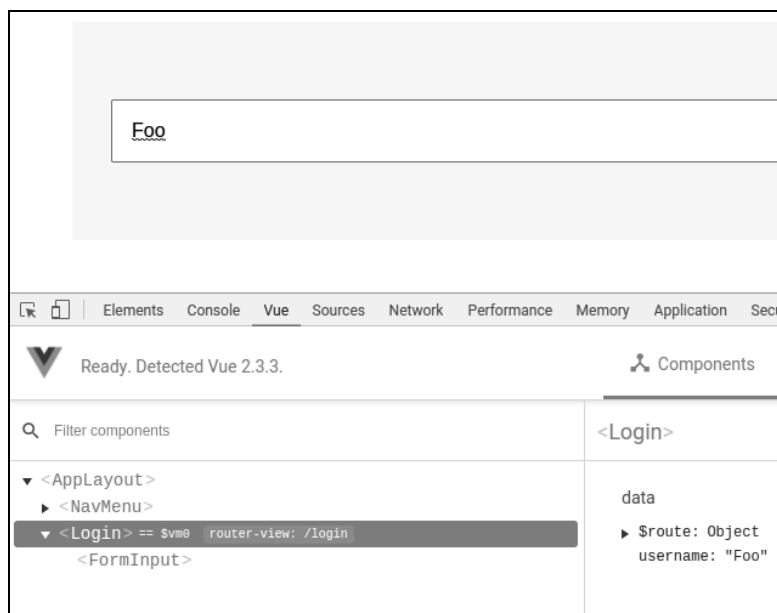 Foo
Elements Console Vue Sources Network Performance Memory Application Secu
Ready. Detected Vue 2.3.3.
Components
Filter components
<Login>
<AppLayout>
<NavMenu>
<Login> == $vm0 router-view: /login
<FormInput>
data
$route: Object
username: "Foo"